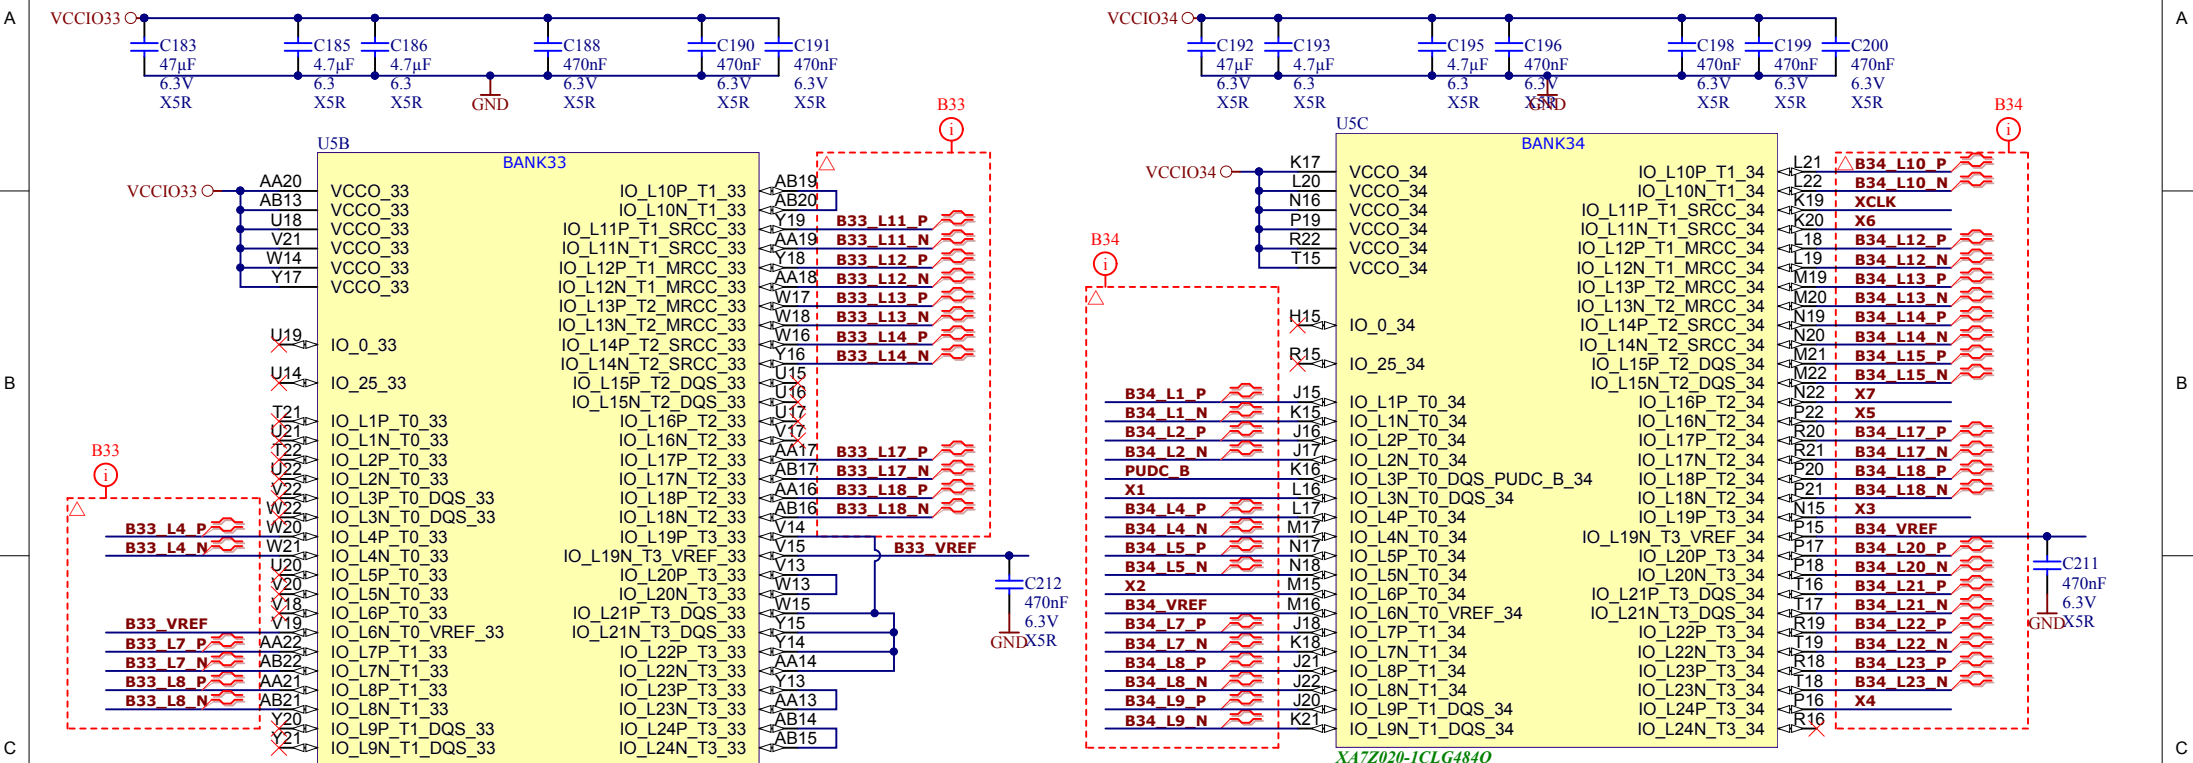 A
VCCIO33
C183
47µF
6.3V
X5R
C185
4.7µF
6.3
X5R
C186
4.7µF
6.3
X5R
C188
470nF
6.3V
X5R
C190
470nF
6.3V
X5R
C191
470nF
6.3V
X5R
GND
VCCIO34
C192
47µF
6.3V
X5R
C193
4.7µF
6.3
X5R
C195
4.7µF
6.3
X5R
C196
470nF
6.3V
X5R
C198
470nF
6.3V
X5R
C199
470nF
6.3V
X5R
C200
470nF
6.3V
X5R
GND
A
B33
i
U5B
BANK33
VCCIO33
AA20 VCCO_33
AB13 VCCO_33
U18 VCCO_33
V21 VCCO_33
W14 VCCO_33
Y17 VCCO_33
U19 IO_0_33
U14 IO_25_33
T21 IO_L1P_T0_33
U21 IO_L1N_T0_33
T22 IO_L2P_T0_33
U22 IO_L2N_T0_33
V22 IO_L3P_T0_DQS_33
W22 IO_L3N_T0_DQS_33
B33
i
B33_L4_P W20 IO_L4P_T0_33
B33_L4_N W21 IO_L4N_T0_33
U20 IO_L5P_T0_33
V20 IO_L5N_T0_33
V18 IO_L6P_T0_33
B33_VREF V19 IO_L6N_T0_VREF_33
B33_L7_P AA22 IO_L7P_T1_33
B33_L7_N AB22 IO_L7N_T1_33
B33_L8_P AA21 IO_L8P_T1_33
B33_L8_N AB21 IO_L8N_T1_33
Y20 IO_L9P_T1_DQS_33
Y21 IO_L9N_T1_DQS_33
IO_L10P_T1_33 AB19
IO_L10N_T1_33 AB20
IO_L11P_T1_SRCC_33 Y19 B33_L11_P
IO_L11N_T1_SRCC_33 AA19 B33_L11_N
IO_L12P_T1_MRCC_33 Y18 B33_L12_P
IO_L12N_T1_MRCC_33 AA18 B33_L12_N
IO_L13P_T2_MRCC_33 W17 B33_L13_P
IO_L13N_T2_MRCC_33 W18 B33_L13_N
IO_L14P_T2_SRCC_33 W16 B33_L14_P
IO_L14N_T2_SRCC_33 Y16 B33_L14_N
IO_L15P_T2_DQS_33 U15
IO_L15N_T2_DQS_33 U16
IO_L16P_T2_33 U17
IO_L16N_T2_33 V17
IO_L17P_T2_33 AA17 B33_L17_P
IO_L17N_T2_33 AB17 B33_L17_N
IO_L18P_T2_33 AA16 B33_L18_P
IO_L18N_T2_33 AB16 B33_L18_N
IO_L19P_T3_33 V14
IO_L19N_T3_VREF_33 V15 B33_VREF
IO_L20P_T3_33 V13
IO_L20N_T3_33 W13
IO_L21P_T3_DQS_33 W15
IO_L21N_T3_DQS_33 Y15
IO_L22P_T3_33 Y14
IO_L22N_T3_33 AA14
IO_L23P_T3_33 Y13
IO_L23N_T3_33 AA13
IO_L24P_T3_33 AB14
IO_L24N_T3_33 AB15
C212
470nF
6.3V
X5R
GND
B34
i
U5C
BANK34
VCCIO34
K17 VCCO_34
L20 VCCO_34
N16 VCCO_34
P19 VCCO_34
R22 VCCO_34
T15 VCCO_34
B34
i
H15 IO_0_34
R15 IO_25_34
B34_L1_P J15 IO_L1P_T0_34
B34_L1_N K15 IO_L1N_T0_34
B34_L2_P J16 IO_L2P_T0_34
B34_L2_N J17 IO_L2N_T0_34
PUDC_B K16 IO_L3P_T0_DQS_PUDC_B_34
X1 L16 IO_L3N_T0_DQS_34
B34_L4_P L17 IO_L4P_T0_34
B34_L4_N M17 IO_L4N_T0_34
B34_L5_P N17 IO_L5P_T0_34
B34_L5_N N18 IO_L5N_T0_34
X2 M15 IO_L6P_T0_34
B34_VREF M16 IO_L6N_T0_VREF_34
B34_L7_P J18 IO_L7P_T1_34
B34_L7_N K18 IO_L7N_T1_34
B34_L8_P J21 IO_L8P_T1_34
B34_L8_N J22 IO_L8N_T1_34
B34_L9_P J20 IO_L9P_T1_DQS_34
B34_L9_N K21 IO_L9N_T1_DQS_34
IO_L10P_T1_34 L21 B34_L10_P
IO_L10N_T1_34 L22 B34_L10_N
IO_L11P_T1_SRCC_34 K19 XCLK
IO_L11N_T1_SRCC_34 K20 X6
IO_L12P_T1_MRCC_34 L18 B34_L12_P
IO_L12N_T1_MRCC_34 L19 B34_L12_N
IO_L13P_T2_MRCC_34 M19 B34_L13_P
IO_L13N_T2_MRCC_34 M20 B34_L13_N
IO_L14P_T2_SRCC_34 N19 B34_L14_P
IO_L14N_T2_SRCC_34 N20 B34_L14_N
IO_L15P_T2_DQS_34 M21 B34_L15_P
IO_L15N_T2_DQS_34 M22 B34_L15_N
IO_L16P_T2_34 N22 X7
IO_L16N_T2_34 P22 X5
IO_L17P_T2_34 R20 B34_L17_P
IO_L17N_T2_34 R21 B34_L17_N
IO_L18P_T2_34 P20 B34_L18_P
IO_L18N_T2_34 P21 B34_L18_N
IO_L19P_T3_34 N15 X3
IO_L19N_T3_VREF_34 P15 B34_VREF
IO_L20P_T3_34 P17 B34_L20_P
IO_L20N_T3_34 P18 B34_L20_N
IO_L21P_T3_DQS_34 T16 B34_L21_P
IO_L21N_T3_DQS_34 T17 B34_L21_N
IO_L22P_T3_34 R19 B34_L22_P
IO_L22N_T3_34 T19 B34_L22_N
IO_L23P_T3_34 R18 B34_L23_P
IO_L23N_T3_34 T18 B34_L23_N
IO_L24P_T3_34 P16 X4
IO_L24N_T3_34 R16
C211
470nF
6.3V
X5R
GND
XA7Z020-1CLG484Q
B
B
C
C